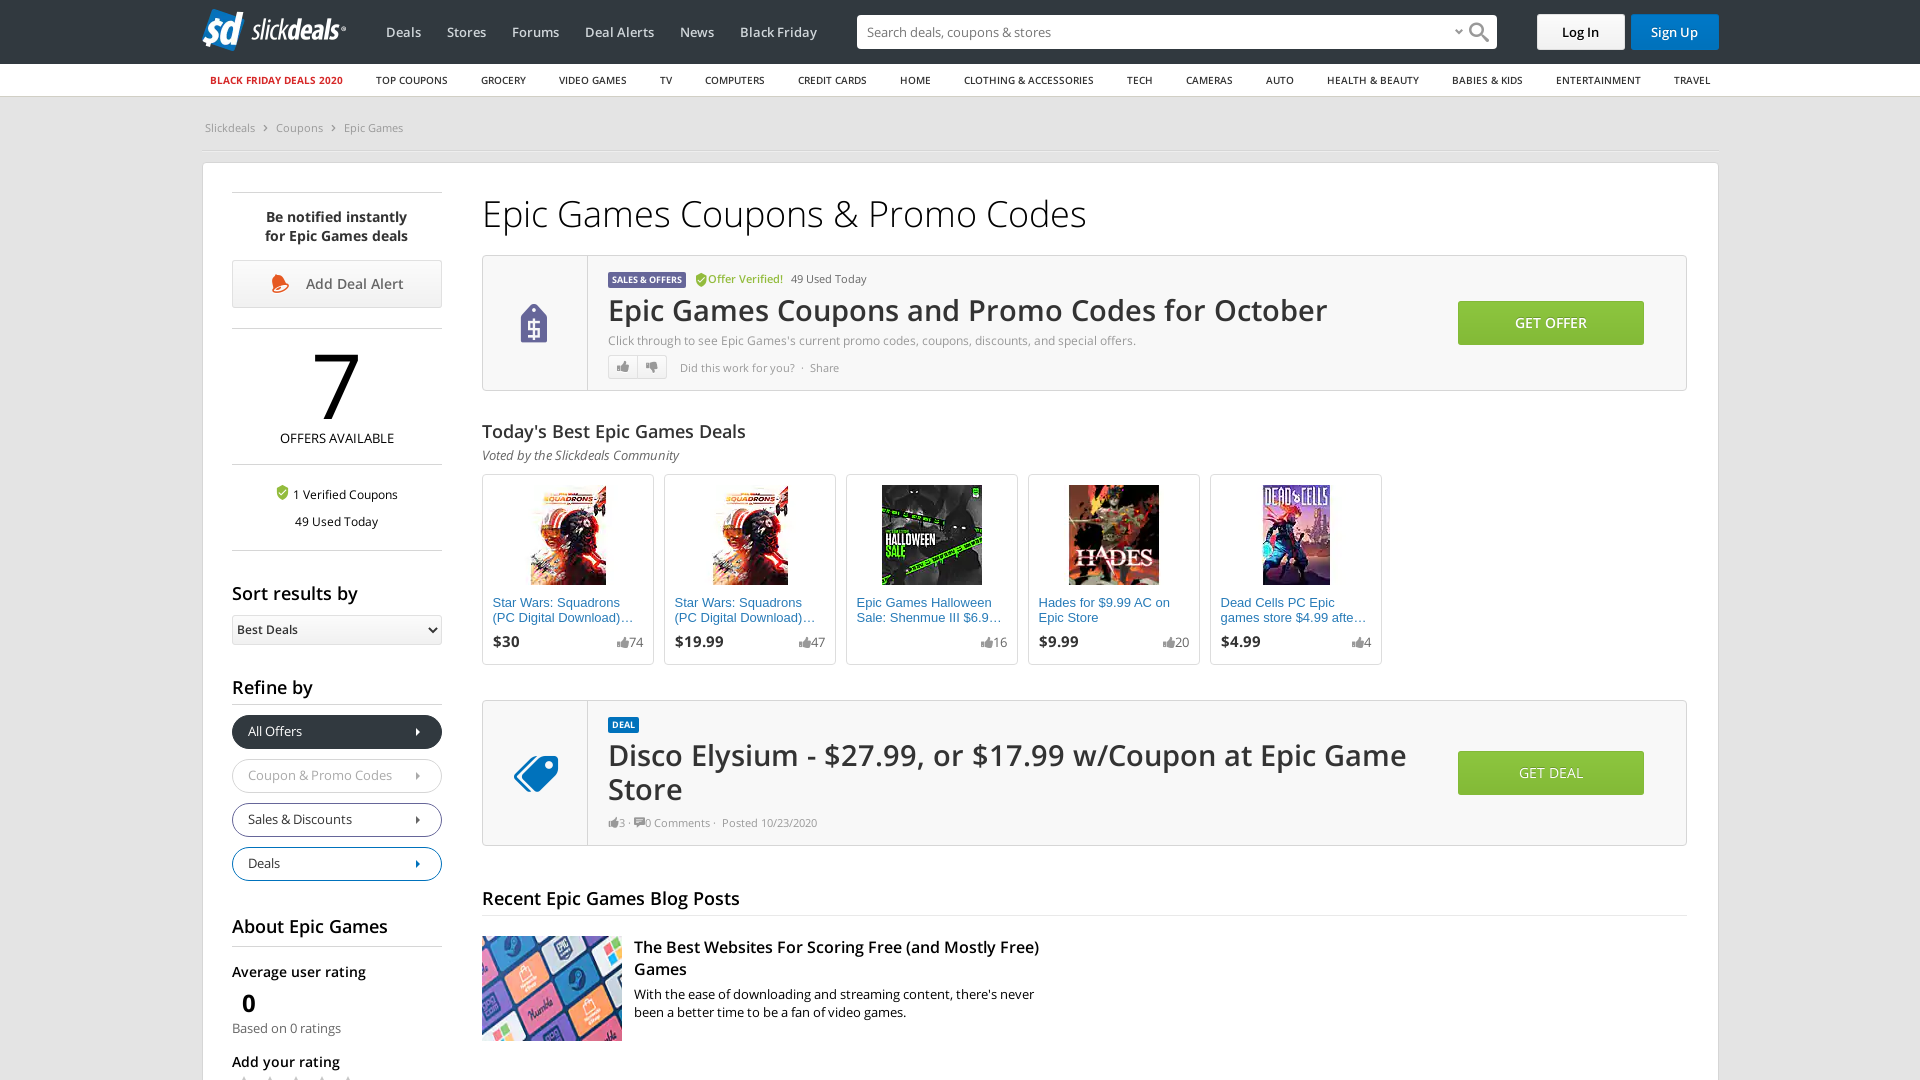 slickdeals
Deals
Stores
Forums
Deal Alerts
News
Black Friday
Search deals, coupons & stores
Log In
Sign Up
BLACK FRIDAY DEALS 2020
TOP COUPONS
GROCERY
VIDEO GAMES
TV
COMPUTERS
CREDIT CARDS
HOME
CLOTHING & ACCESSORIES
TECH
CAMERAS
AUTO
HEALTH & BEAUTY
BABIES & KIDS
ENTERTAINMENT
TRAVEL
Slickdeals > Coupons > Epic Games
Be notified instantly
for Epic Games deals
Add Deal Alert
7
OFFERS AVAILABLE
1 Verified Coupons
49 Used Today
Sort results by
Best Deals
Refine by
All Offers
Coupon & Promo Codes
Sales & Discounts
Deals
About Epic Games
Average user rating
0
Based on 0 ratings
Add your rating
Epic Games Coupons & Promo Codes
SALES & OFFERS Offer Verified! 49 Used Today
Epic Games Coupons and Promo Codes for October
Click through to see Epic Games's current promo codes, coupons, discounts, and special offers.
Did this work for you? · Share
GET OFFER
Today's Best Epic Games Deals
Voted by the Slickdeals Community
SQUADRONS
Star Wars: Squadrons
(PC Digital Download)…
$30
74
SQUADRONS
Star Wars: Squadrons
(PC Digital Download)…
$19.99
47
HALLOWEEN
SALE
Epic Games Halloween
Sale: Shenmue III $6.9…
16
HADES
Hades for $9.99 AC on
Epic Store
$9.99
20
DEAD CELLS
Dead Cells PC Epic
games store $4.99 afte…
$4.99
4
DEAL
Disco Elysium - $27.99, or $17.99 w/Coupon at Epic Game
Store
3 · 0 Comments · Posted 10/23/2020
GET DEAL
Recent Epic Games Blog Posts
The Best Websites For Scoring Free (and Mostly Free)
Games
With the ease of downloading and streaming content, there's never
been a better time to be a fan of video games.